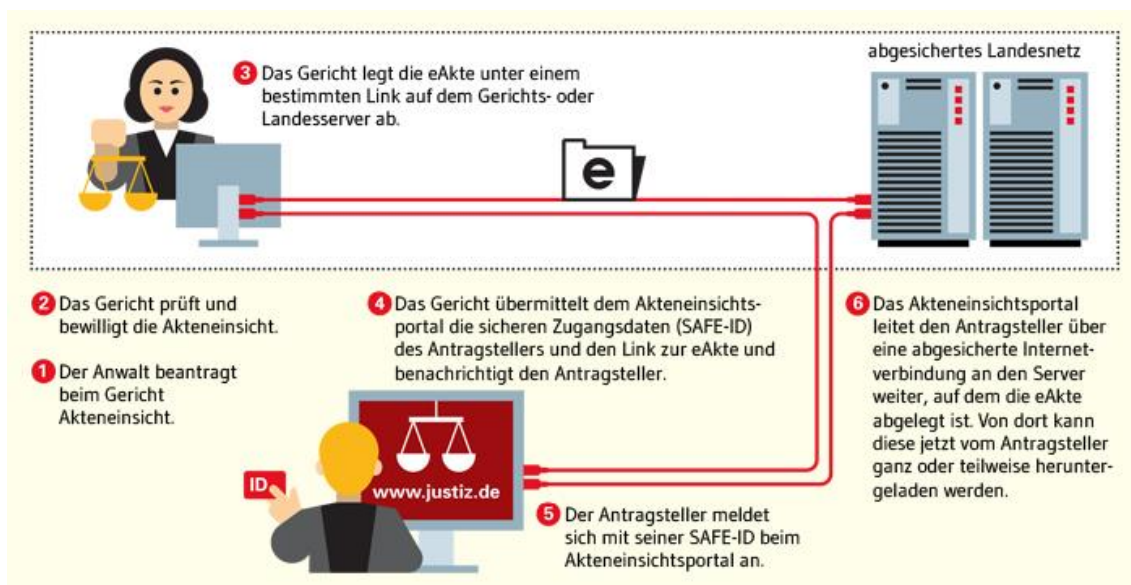 abgesichertes Landesnetz
3 Das Gericht legt die eAkte unter einem
bestimmten Link auf dem Gerichts- oder
Landesserver ab.
e
2 Das Gericht prüft und
bewilligt die Akteneinsicht.
1 Der Anwalt beantragt
beim Gericht
Akteneinsicht.
4 Das Gericht übermittelt dem Akteneinsichts-
portal die sicheren Zugangsdaten (SAFE-ID)
des Antragstellers und den Link zur eAkte und
benachrichtigt den Antragsteller.
ID
www.justiz.de
5 Der Antragsteller meldet
sich mit seiner SAFE-ID beim
Akteneinsichtsportal an.
6 Das Akteneinsichtsportal
leitet den Antragsteller über
eine abgesicherte Internet-
verbindung an den Server
weiter, auf dem die eAkte
abgelegt ist. Von dort kann
diese jetzt vom Antragsteller
ganz oder teilweise herunter-
geladen werden.